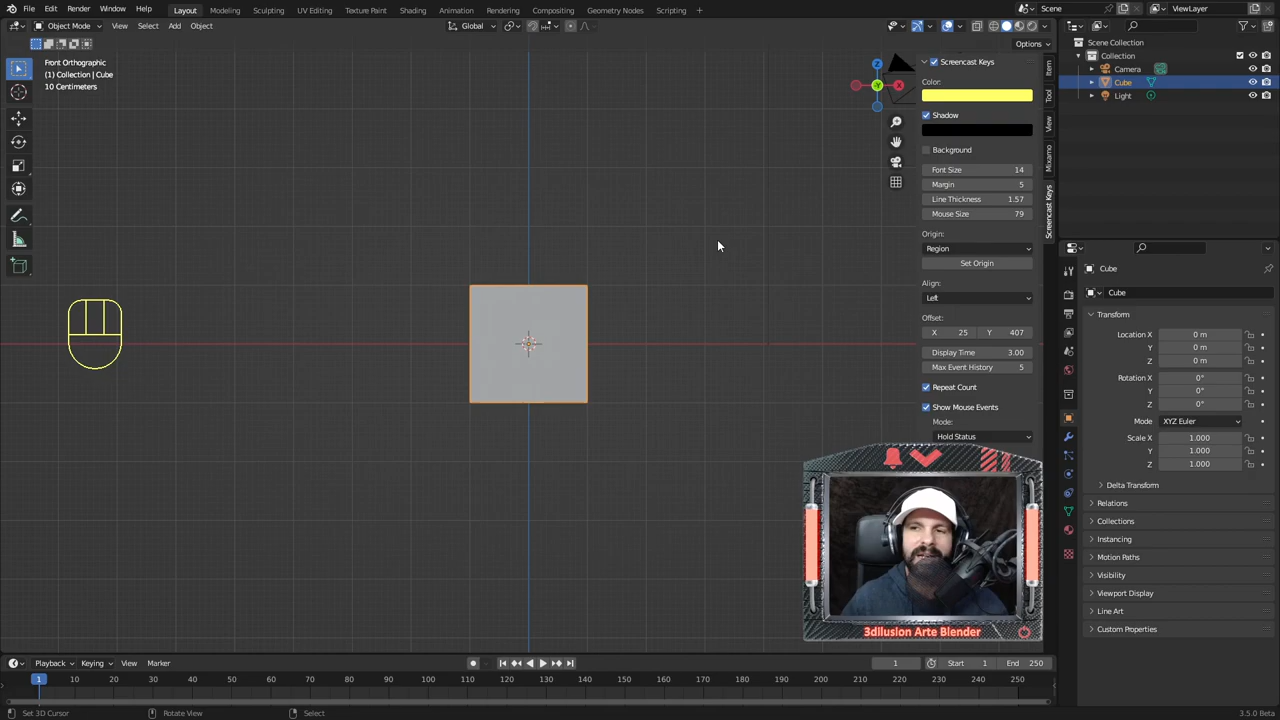 File Edit Render Window Help Layout Modeling Sculpting UV Editing Texture Paint Shading Animation Rendering Compositing Geometry Nodes Scripting Scene ViewLayer
Object Mode View Select Add Object Global
Options
Front Orthographic
(1) Collection | Cube
10 Centimeters
Z
X
Y
Screencast Keys
Color:
Shadow
Background
Font Size 14
Margin 5
Line Thickness 1.57
Mouse Size 79
Origin:
Region
Set Origin
Align:
Left
Offset:
X 25 Y 407
Display Time 3.00
Max Event History 5
Repeat Count
Show Mouse Events
Mode:
Hold Status
Item
Tool
View
Mixamo
Screencast Keys
Scene Collection
Collection
Camera
Cube
Light
Cube
Cube
Transform
Location X 0 m
Y 0 m
Z 0 m
Rotation X 0°
Y 0°
Z 0°
Mode XYZ Euler
Scale X 1.000
Y 1.000
Z 1.000
Delta Transform
Relations
Collections
Instancing
Motion Paths
Visibility
Viewport Display
Line Art
Custom Properties
3dilusion Arte Blender
Playback Keying View Marker 1 Start 1 End 250
1 10 20 30 40 50 60 70 80 90 100 110 120 130 140 150 160 170 180 190 200 210 220 230 240 250
Set 3D Cursor Rotate View Select 3.5.0 Beta